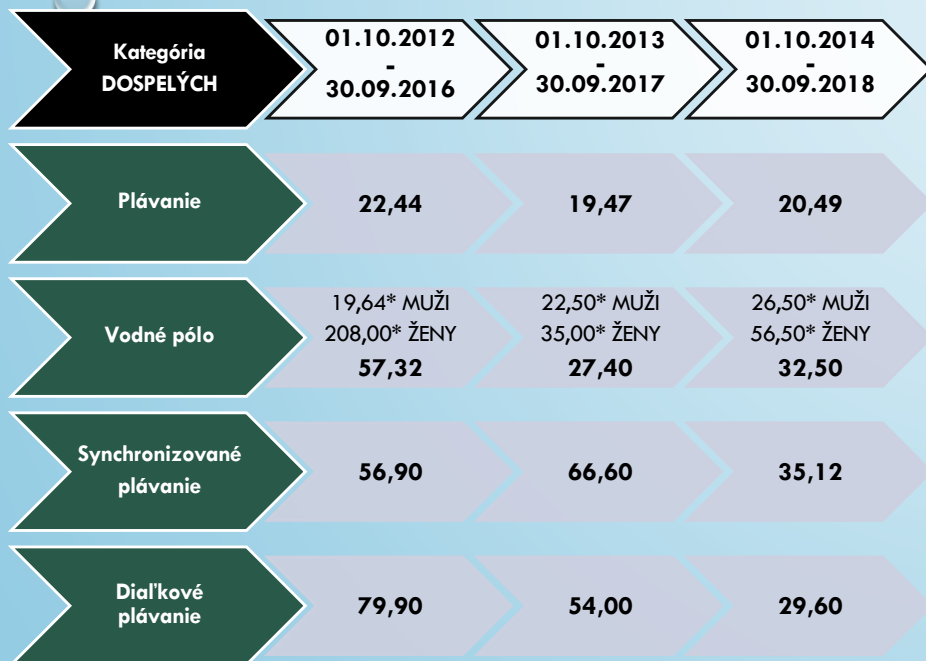 Kategória
DOSPELÝCH
01.10.2012
-
30.09.2016
01.10.2013
-
30.09.2017
01.10.2014
-
30.09.2018
Plávanie
22,44
19,47
20,49
Vodné pólo
19,64* MUŽI
208,00* ŽENY
57,32
22,50* MUŽI
35,00* ŽENY
27,40
26,50* MUŽI
56,50* ŽENY
32,50
Synchronizované
plávanie
56,90
66,60
35,12
Diaľkové
plávanie
79,90
54,00
29,60